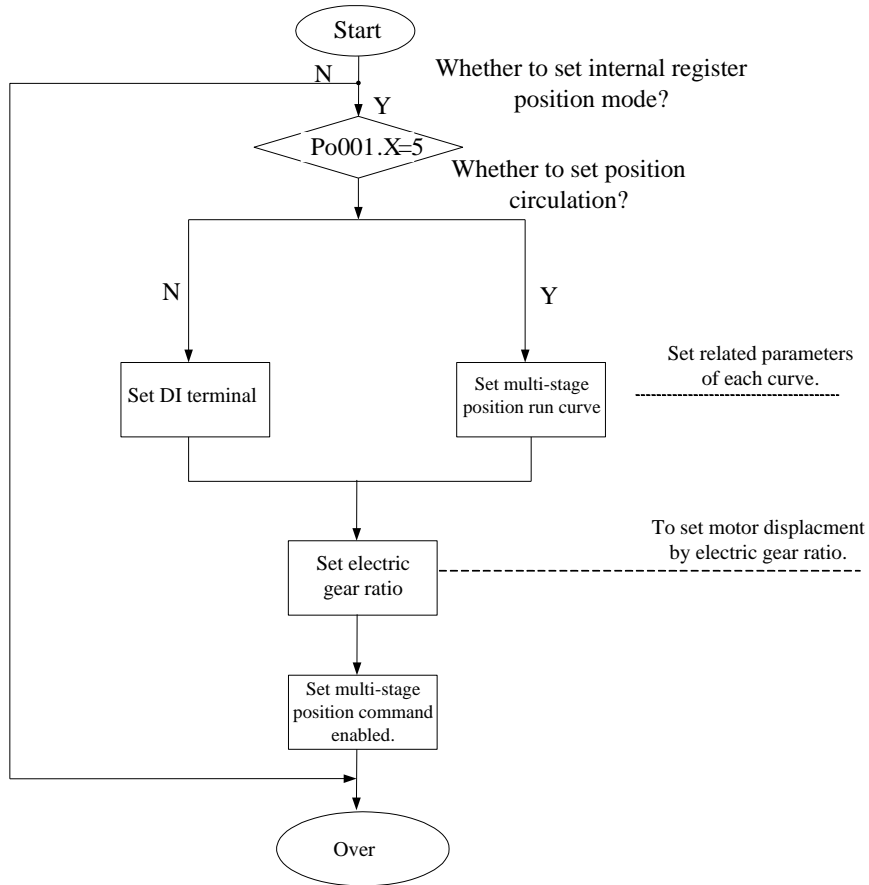 Start
N
Whether to set internal register
position mode?
Y
Po001.X=5
Whether to set position
circulation?
N
Y
Set related parameters
of each curve.
Set DI terminal
Set multi-stage
position run curve
To set motor displacment
by electric gear ratio.
Set electric
gear ratio
Set multi-stage
position command
enabled.
Over